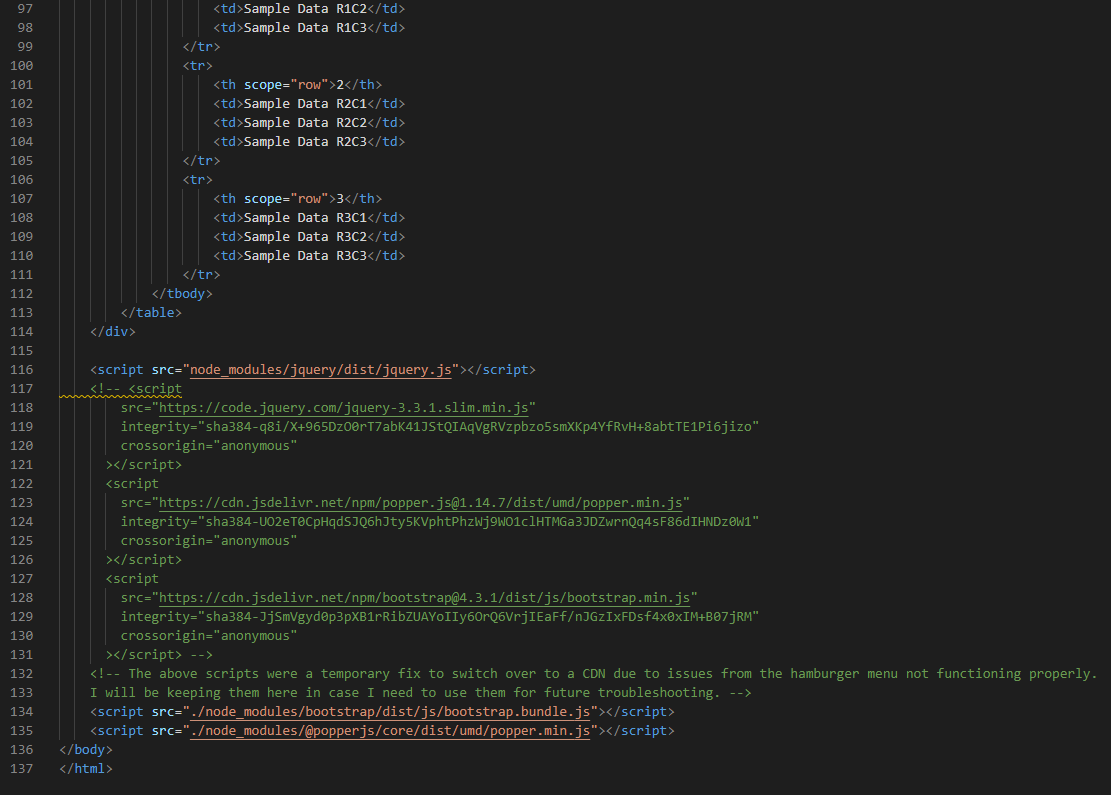 97 <td>Sample Data R1C2</td>
98 <td>Sample Data R1C3</td>
99 </tr>
100 <tr>
101 <th scope="row">2</th>
102 <td>Sample Data R2C1</td>
103 <td>Sample Data R2C2</td>
104 <td>Sample Data R2C3</td>
105 </tr>
106 <tr>
107 <th scope="row">3</th>
108 <td>Sample Data R3C1</td>
109 <td>Sample Data R3C2</td>
110 <td>Sample Data R3C3</td>
111 </tr>
112 </tbody>
113 </table>
114 </div>
115
116 <script src="node_modules/jquery/dist/jquery.js"></script>
117 <!-- <script
118 src="https://code.jquery.com/jquery-3.3.1.slim.min.js"
119 integrity="sha384-q8i/X+965DzO0rT7abK41JStQIAqVgRVzpbzo5smXKp4YfRvH+8abtTE1Pi6jizo"
120 crossorigin="anonymous"
121 ></script>
122 <script
123 src="https://cdn.jsdelivr.net/npm/popper.js@1.14.7/dist/umd/popper.min.js"
124 integrity="sha384-UO2eT0CpHqdSJQ6hJty5KVphtPhzWj9WO1clHTMGa3JDZwrnQq4sF86dIHNDz0W1"
125 crossorigin="anonymous"
126 ></script>
127 <script
128 src="https://cdn.jsdelivr.net/npm/bootstrap@4.3.1/dist/js/bootstrap.min.js"
129 integrity="sha384-JjSmVgyd0p3pXB1rRibZUAYoIIy6OrQ6VrjIEaFf/nJGzIxFDsf4x0xIM+B07jRM"
130 crossorigin="anonymous"
131 ></script> -->
132 <!-- The above scripts were a temporary fix to switch over to a CDN due to issues from the hamburger menu not functioning properly.
133 I will be keeping them here in case I need to use them for future troubleshooting. -->
134 <script src="./node_modules/bootstrap/dist/js/bootstrap.bundle.js"></script>
135 <script src="./node_modules/@popperjs/core/dist/umd/popper.min.js"></script>
136 </body>
137 </html>